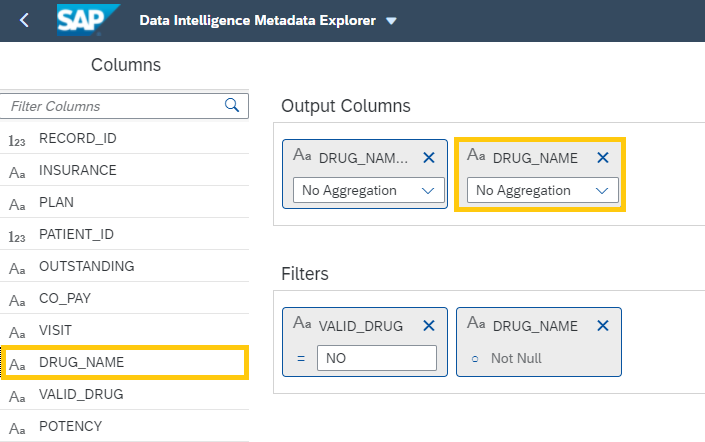 SAP Data Intelligence Metadata Explorer
Columns
Filter Columns
123 RECORD_ID
Aa INSURANCE
Aa PLAN
123 PATIENT_ID
Aa OUTSTANDING
Aa CO_PAY
Aa VISIT
Aa DRUG_NAME
Aa VALID_DRUG
Aa POTENCY
Output Columns
Aa DRUG_NAM...
No Aggregation
Aa DRUG_NAME
No Aggregation
Filters
Aa VALID_DRUG
= NO
Aa DRUG_NAME
Not Null